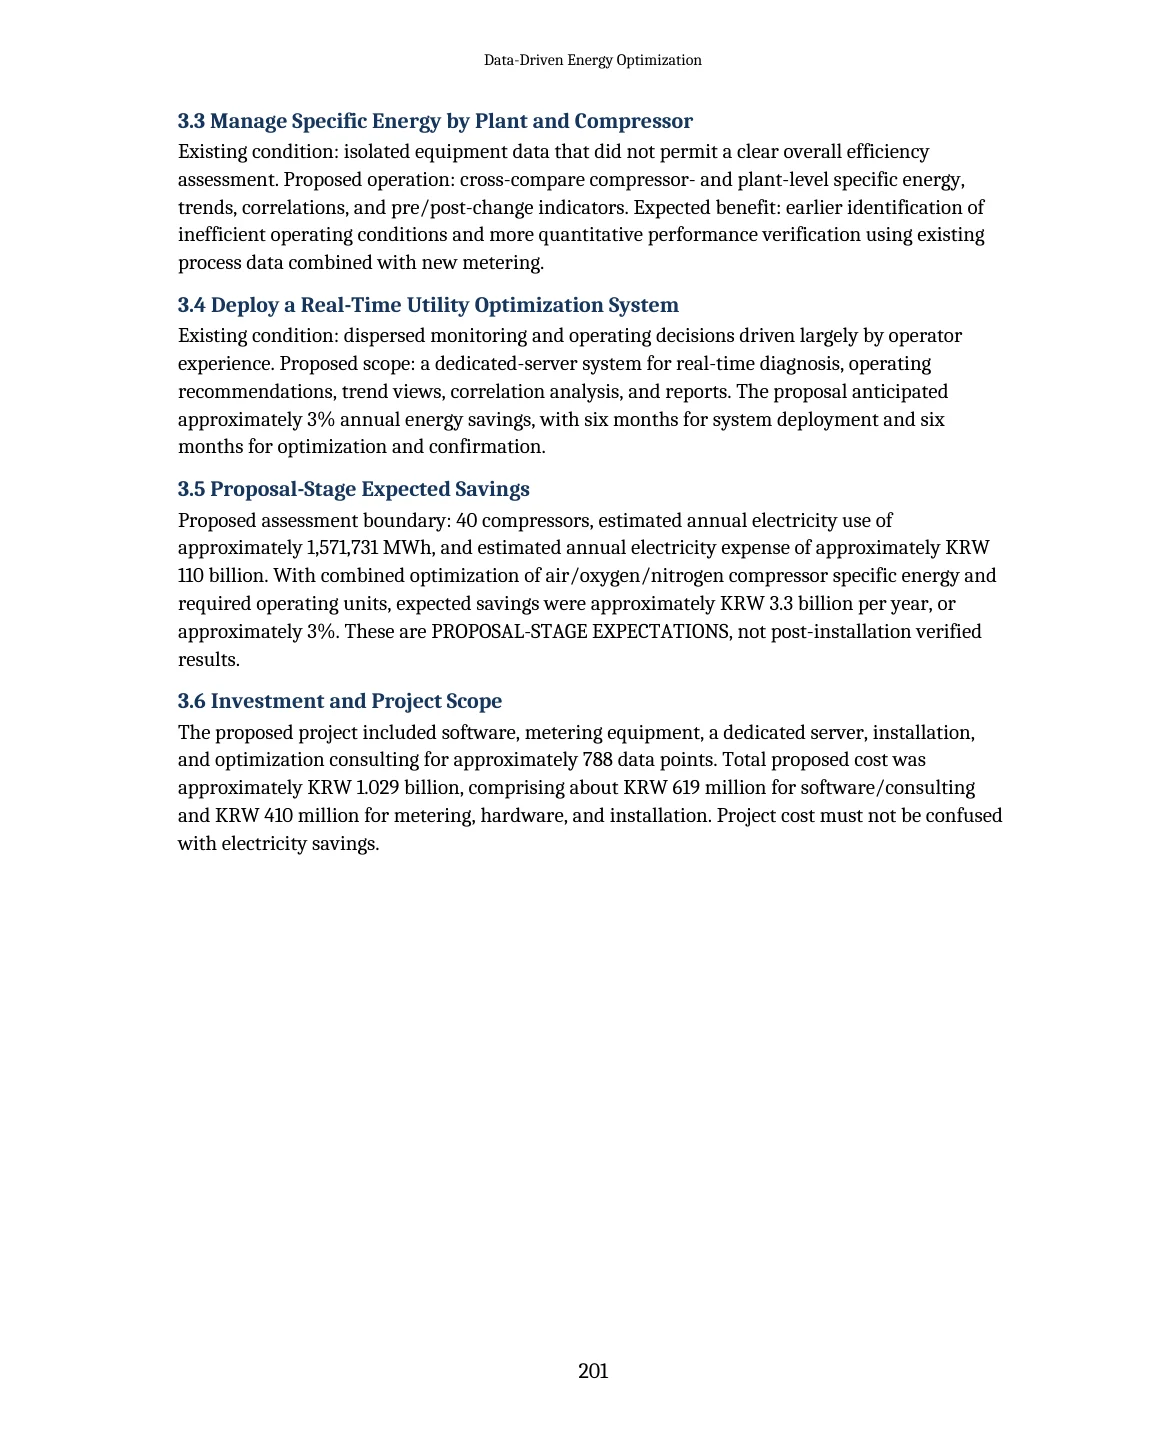 Data-Driven Energy Optimization
3.3 Manage Specific Energy by Plant and Compressor
Existing condition: isolated equipment data that did not permit a clear overall efficiency
assessment. Proposed operation: cross-compare compressor- and plant-level specific energy,
trends, correlations, and pre/post-change indicators. Expected benefit: earlier identification of
inefficient operating conditions and more quantitative performance verification using existing
process data combined with new metering.
3.4 Deploy a Real-Time Utility Optimization System
Existing condition: dispersed monitoring and operating decisions driven largely by operator
experience. Proposed scope: a dedicated-server system for real-time diagnosis, operating
recommendations, trend views, correlation analysis, and reports. The proposal anticipated
approximately 3% annual energy savings, with six months for system deployment and six
months for optimization and confirmation.
3.5 Proposal-Stage Expected Savings
Proposed assessment boundary: 40 compressors, estimated annual electricity use of
approximately 1,571,731 MWh, and estimated annual electricity expense of approximately KRW
110 billion. With combined optimization of air/oxygen/nitrogen compressor specific energy and
required operating units, expected savings were approximately KRW 3.3 billion per year, or
approximately 3%. These are PROPOSAL-STAGE EXPECTATIONS, not post-installation verified
results.
3.6 Investment and Project Scope
The proposed project included software, metering equipment, a dedicated server, installation,
and optimization consulting for approximately 788 data points. Total proposed cost was
approximately KRW 1.029 billion, comprising about KRW 619 million for software/consulting
and KRW 410 million for metering, hardware, and installation. Project cost must not be confused
with electricity savings.
201